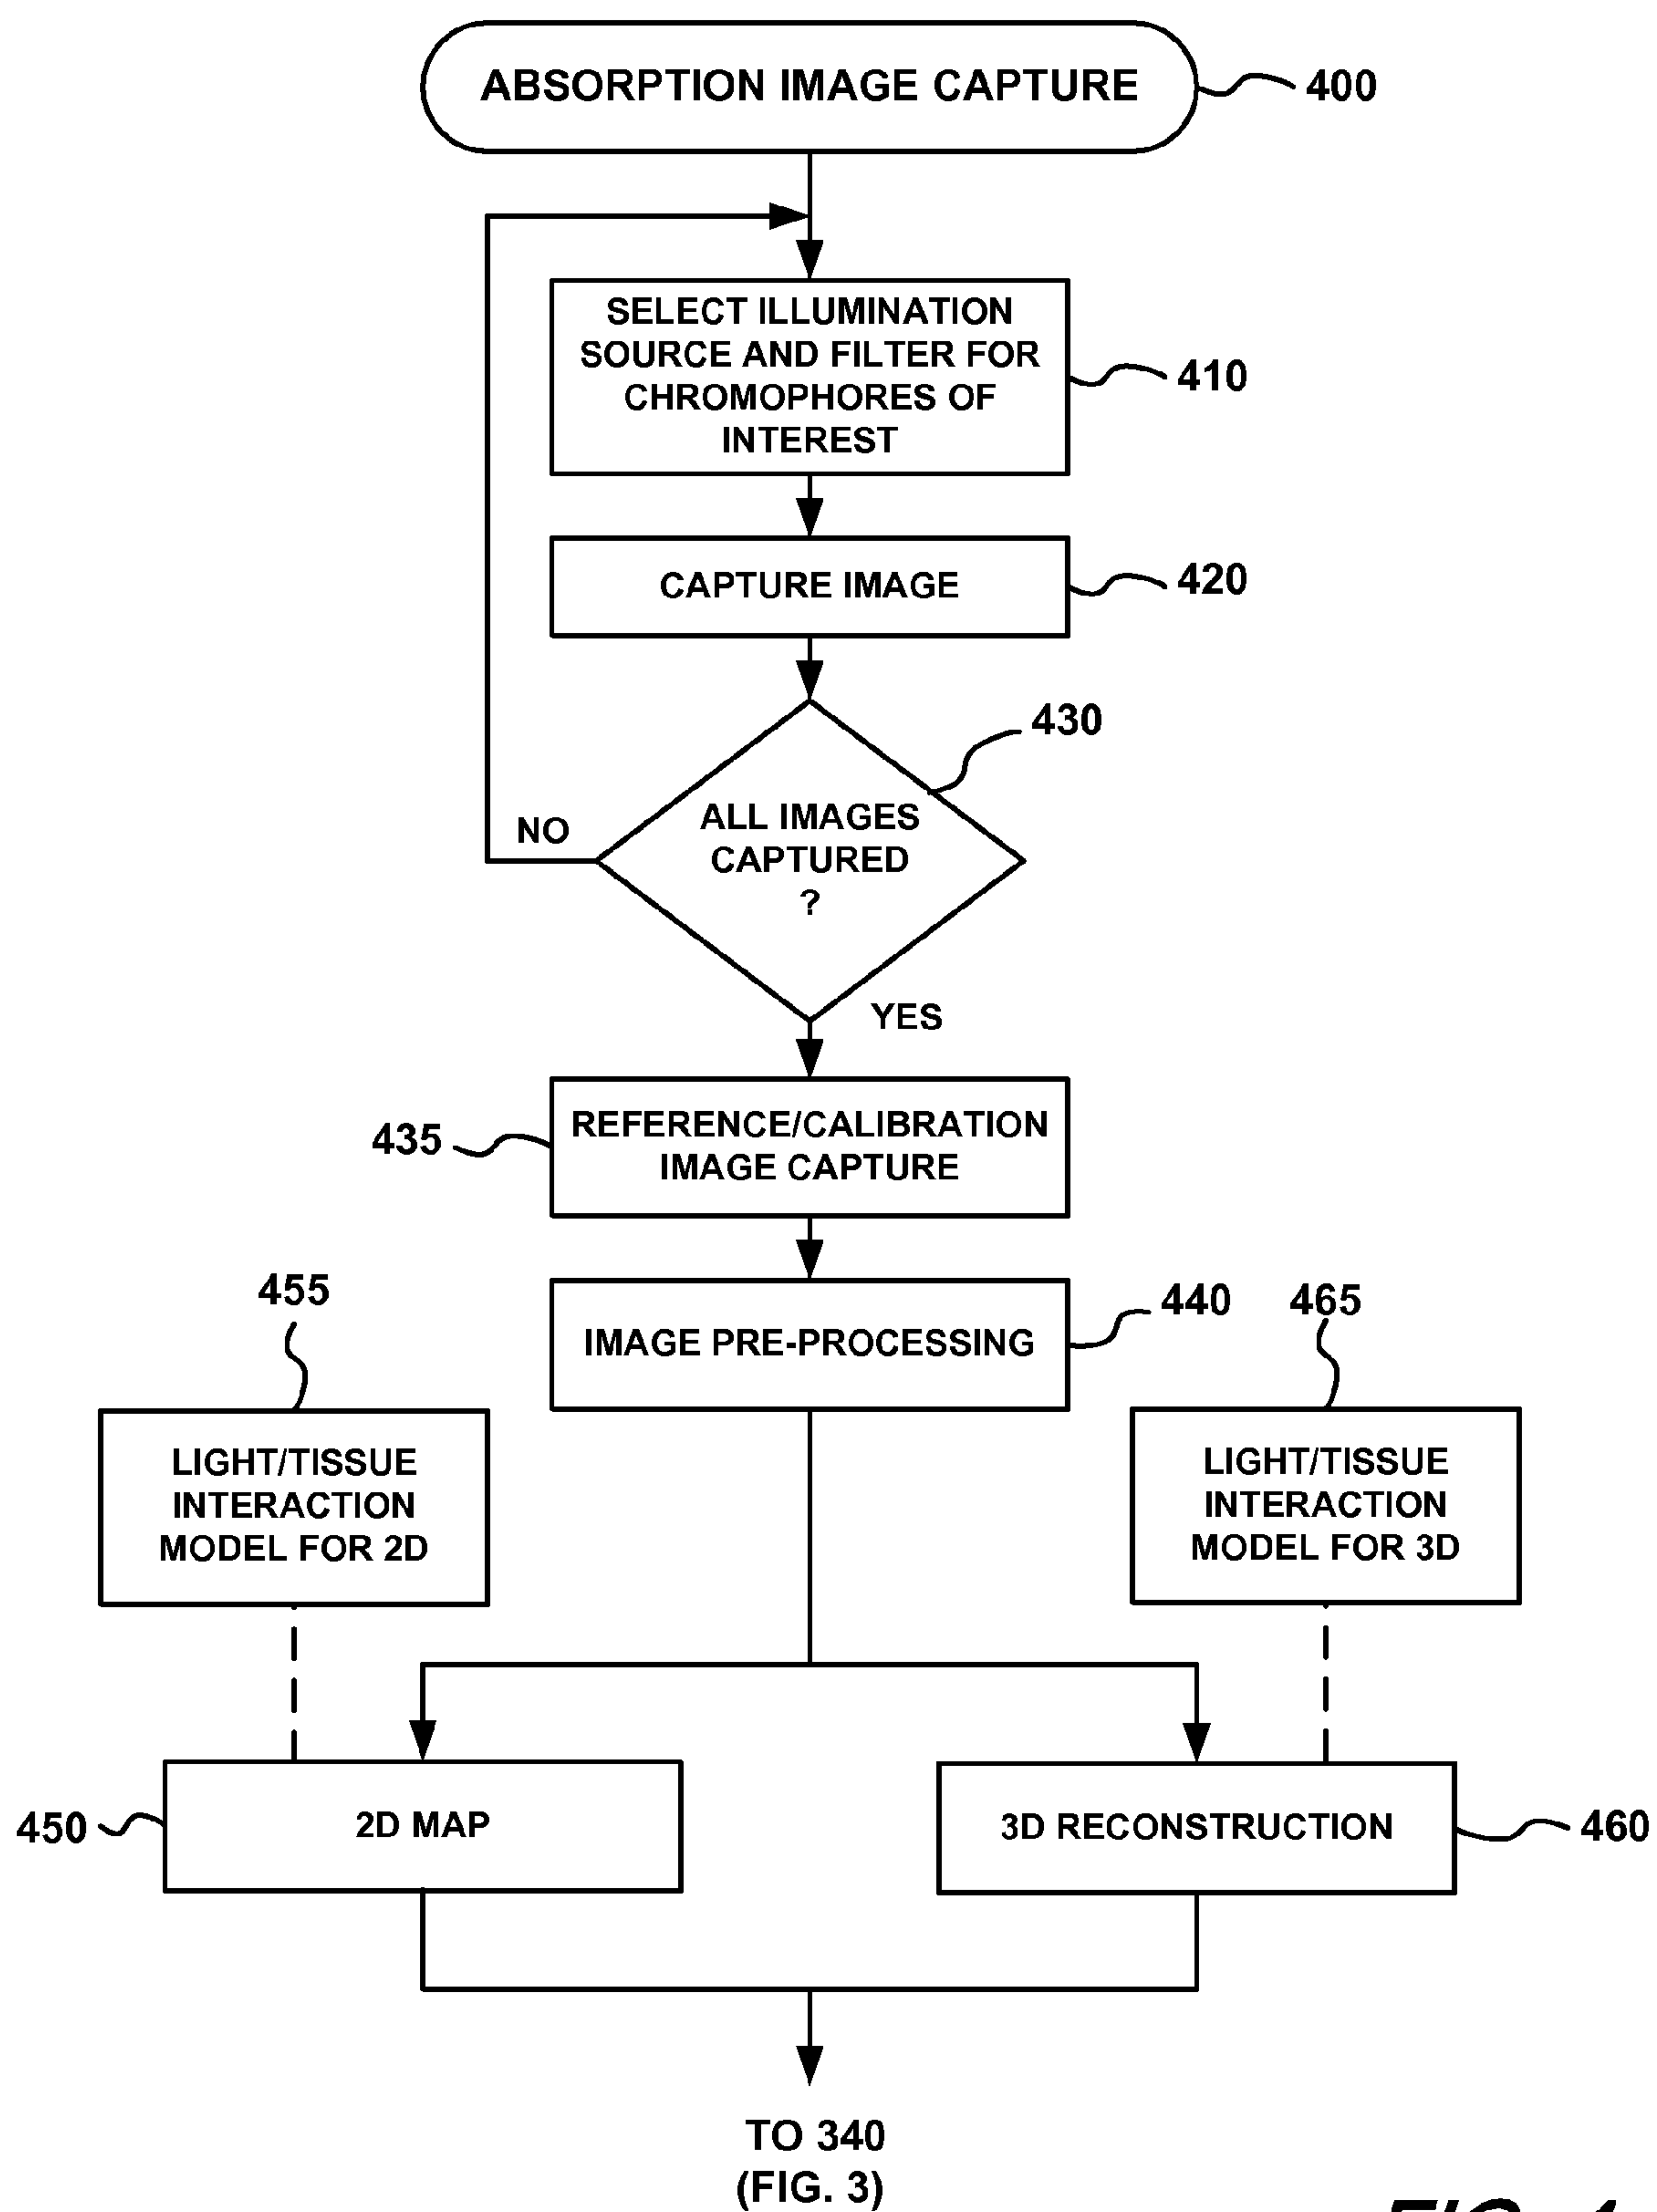 ABSORPTION IMAGE CAPTURE
400
SELECT ILLUMINATION
SOURCE AND FILTER FOR
CHROMOPHORES OF
INTEREST
410
CAPTURE IMAGE
420
430
ALL IMAGES
CAPTURED
?
NO
YES
435
REFERENCE/CALIBRATION
IMAGE CAPTURE
455
440
465
IMAGE PRE-PROCESSING
LIGHT/TISSUE
INTERACTION
MODEL FOR 2D
LIGHT/TISSUE
INTERACTION
MODEL FOR 3D
450
2D MAP
3D RECONSTRUCTION
460
TO 340
(FIG. 3)